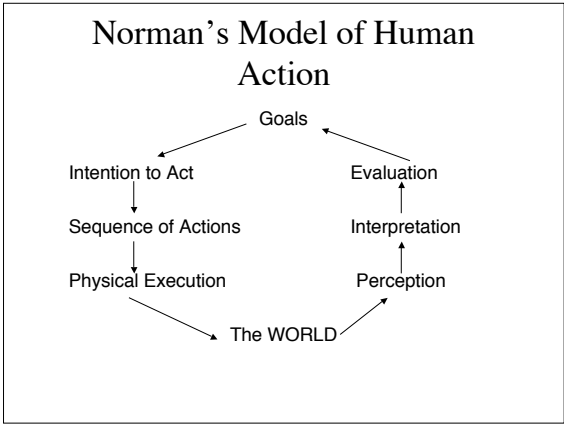 Norman's Model of Human
Action
Goals
Intention to Act
Evaluation
Sequence of Actions
Interpretation
Physical Execution
Perception
The WORLD